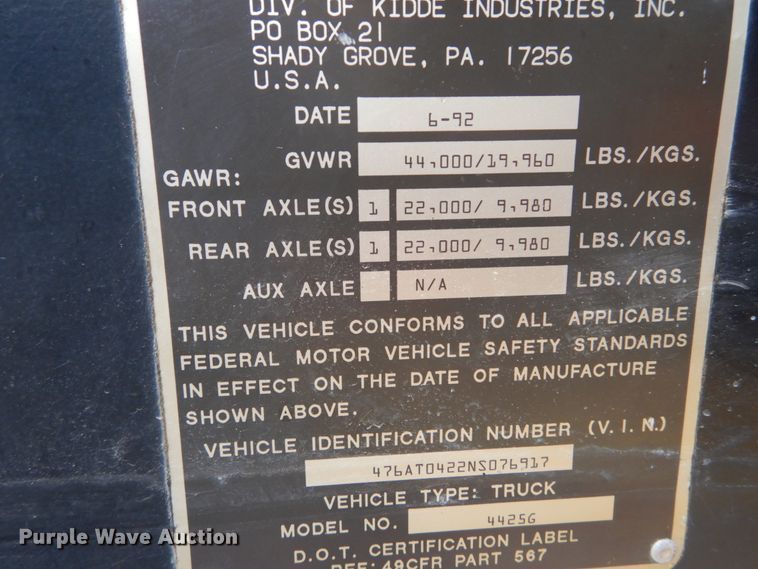 DIV. OF KIDDE INDUSTRIES, INC.
PO BOX 21
SHADY GROVE, PA. 17256
U.S.A.
DATE 6-92
GVWR 44,000/19,960 LBS./KGS.
GAWR:
FRONT AXLE(S) 1 22,000/ 9,980 LBS./KGS.
REAR AXLE(S) 1 22,000/ 9,980 LBS./KGS.
AUX AXLE N/A LBS./KGS.
THIS VEHICLE CONFORMS TO ALL APPLICABLE
FEDERAL MOTOR VEHICLE SAFETY STANDARDS
IN EFFECT ON THE DATE OF MANUFACTURE
SHOWN ABOVE.
VEHICLE IDENTIFICATION NUMBER (V.I.N.)
476AT0422NS076917
VEHICLE TYPE: TRUCK
MODEL NO. 4425G
D.O.T. CERTIFICATION LABEL
REF: 49CFR PART 567
Purple Wave Auction